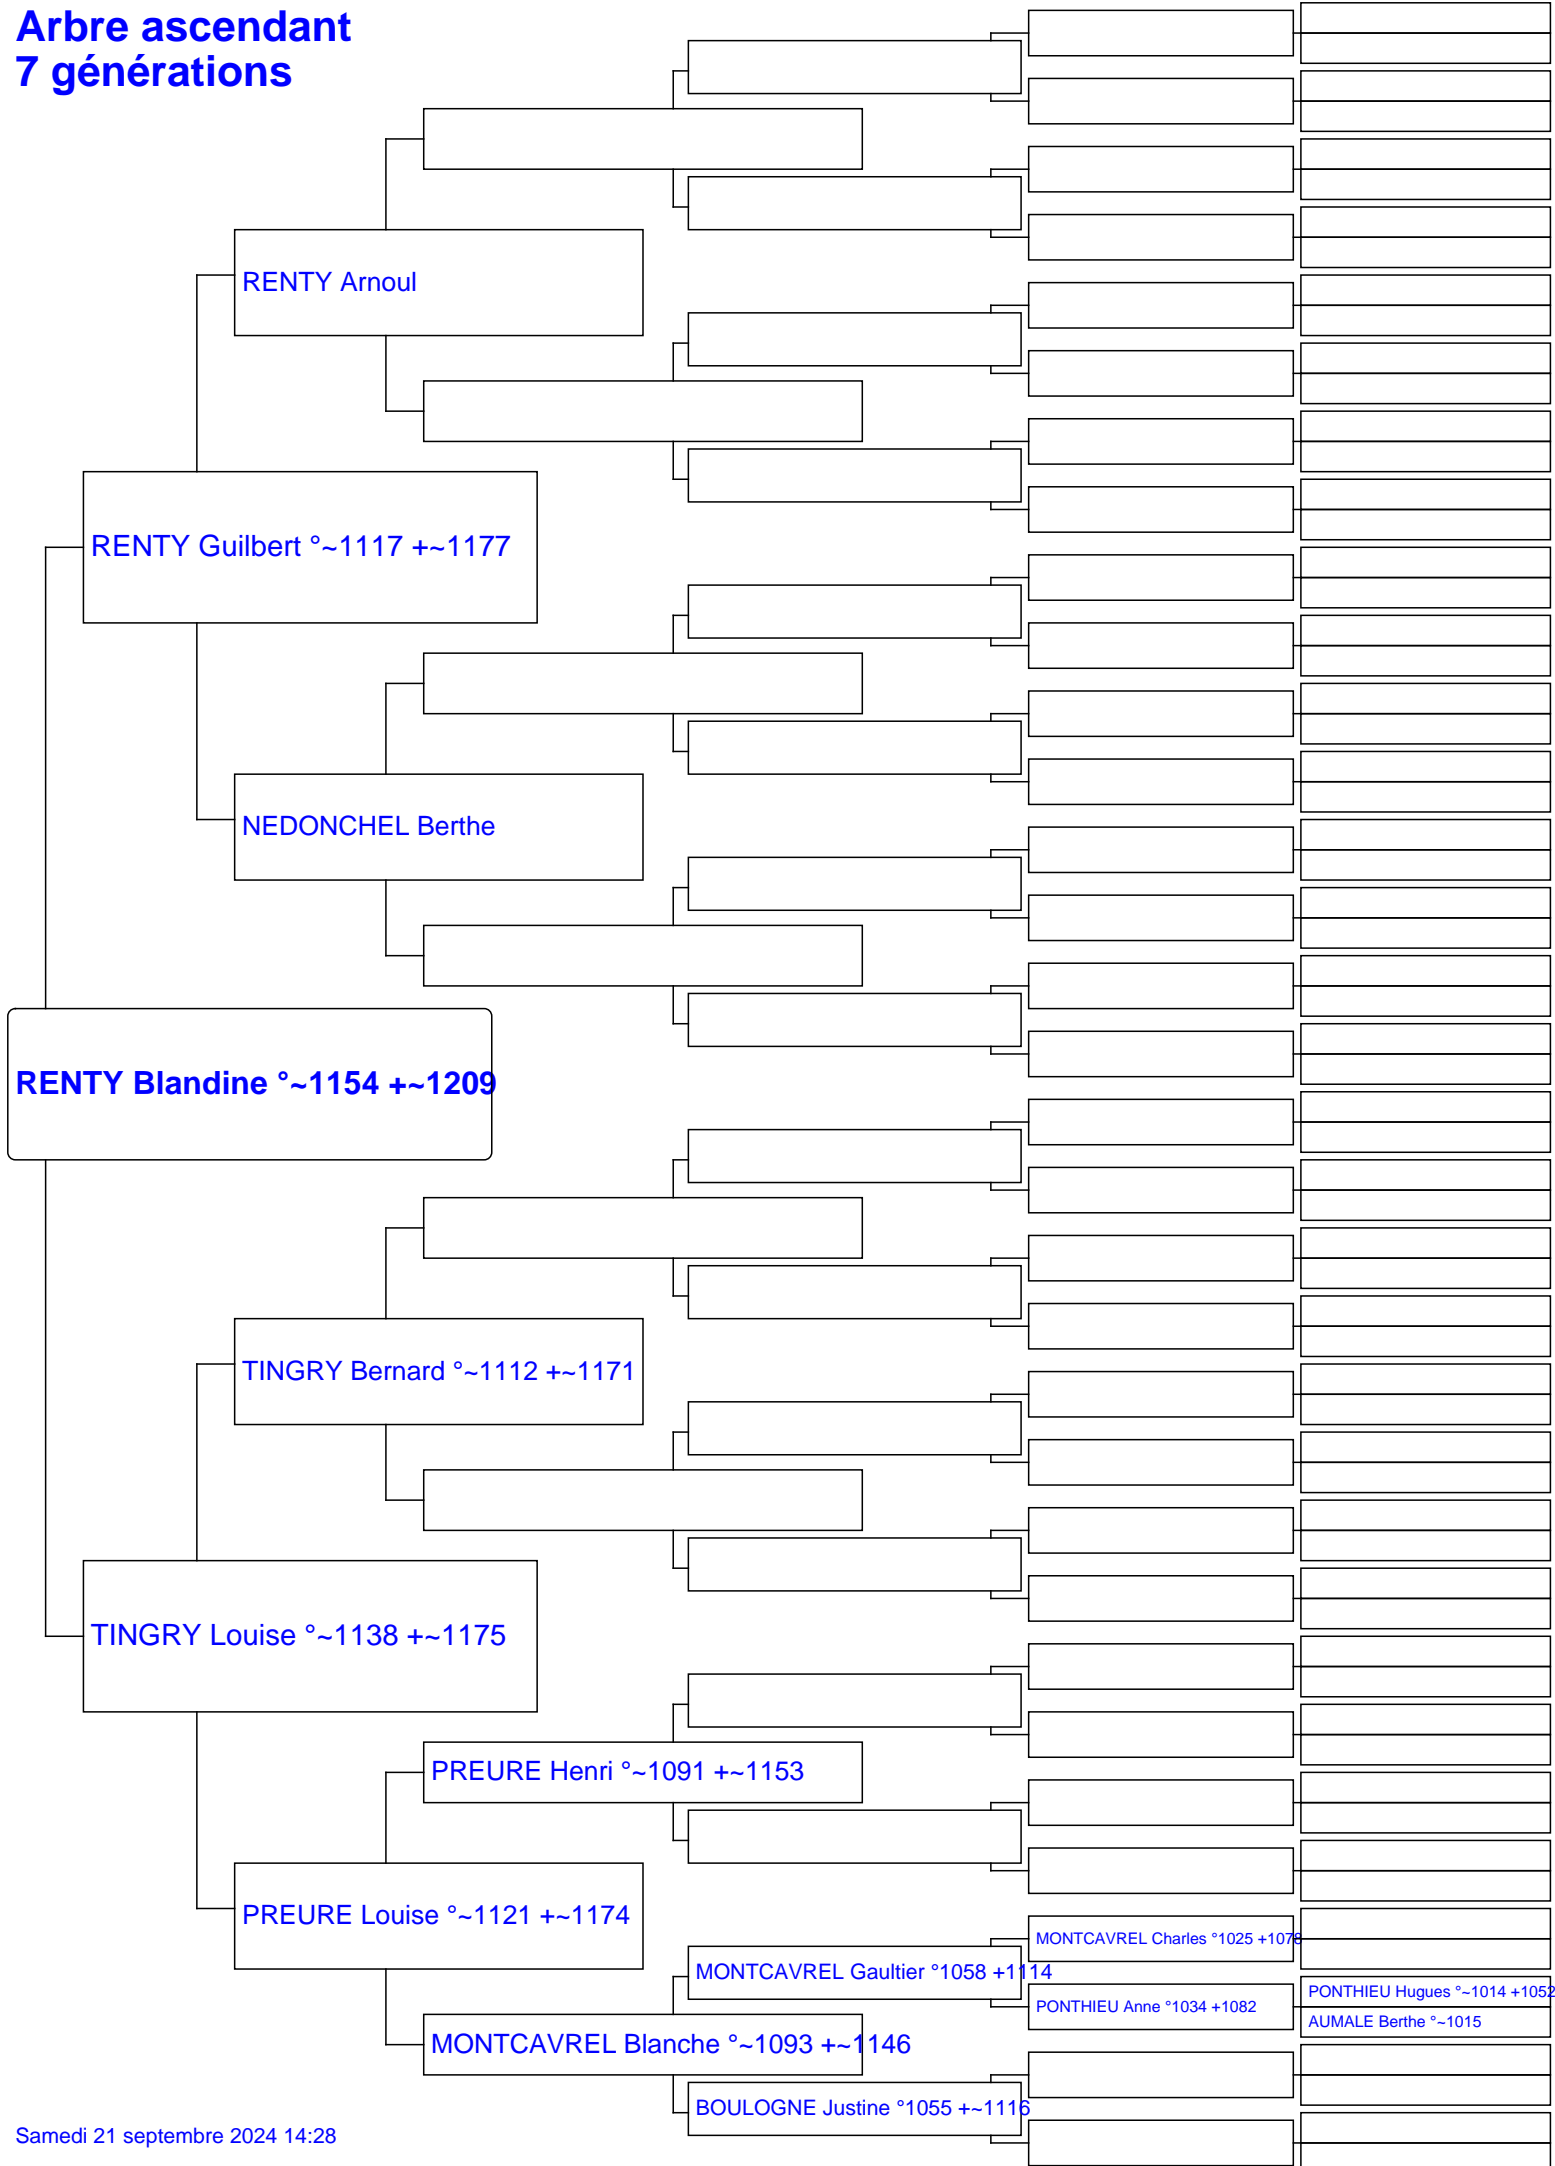 Arbre ascendant
7 générations
RENTY Arnoul
RENTY Guilbert °~1117 +~1177
NEDONCHEL Berthe
RENTY Blandine °~1154 +~1209
TINGRY Bernard °~1112 +~1171
TINGRY Louise °~1138 +~1175
PREURE Henri °~1091 +~1153
PREURE Louise °~1121 +~1174
MONTCAVREL Charles °1025 +1078
MONTCAVREL Gaultier °1058 +1114
PONTHIEU Hugues °~1014 +1052
PONTHIEU Anne °1034 +1082
AUMALE Berthe °~1015
MONTCAVREL Blanche °~1093 +~1146
BOULOGNE Justine °1055 +~1116
Samedi 21 septembre 2024 14:28